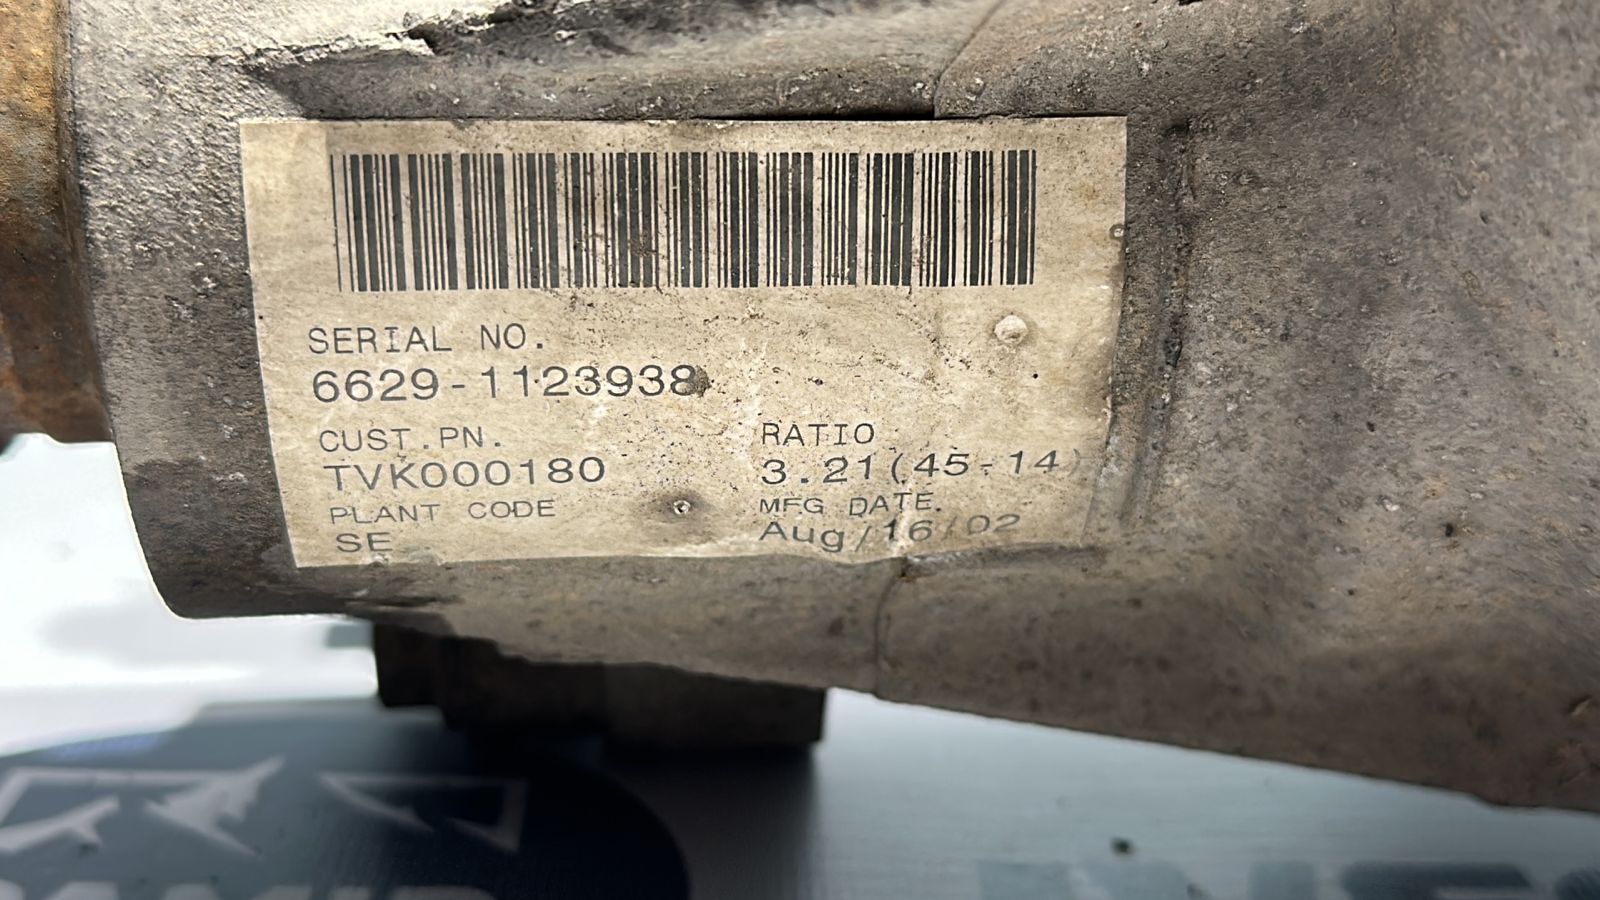 SERIAL NO.
6629-1123938
CUST.PN.
TVK000180
PLANT CODE
SE
RATIO
3.21(45-14)
MFG DATE.
Aug/16/02